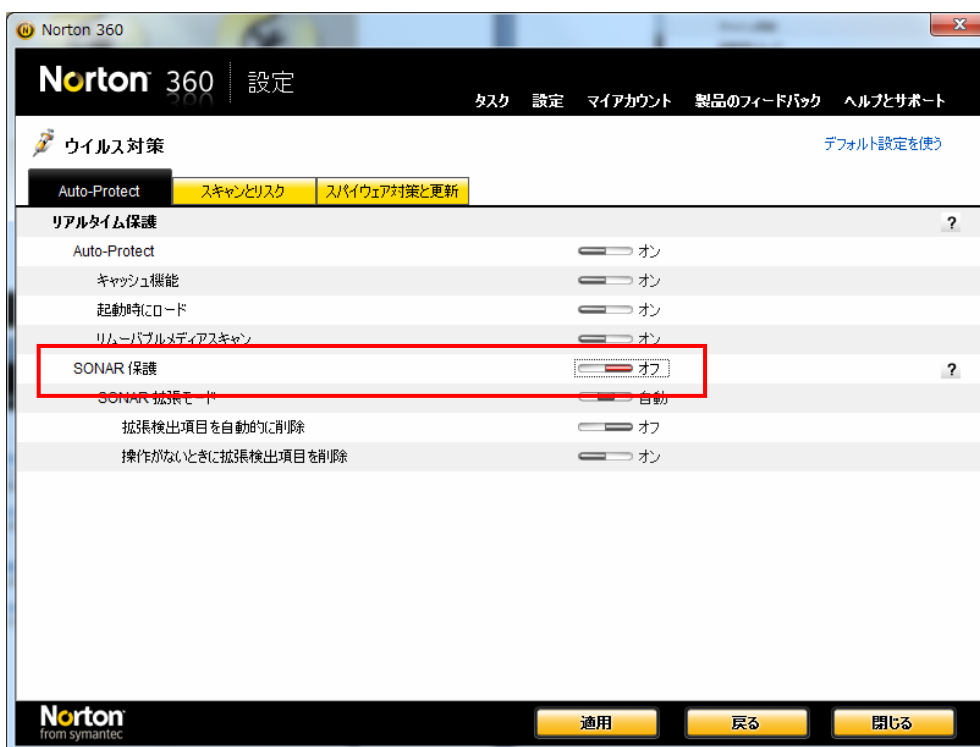 Norton 360
Norton 360 設定
タスク 設定 マイアカウント 製品のフィードバック ヘルプとサポート
ウイルス対策 デフォルト設定を使う
Auto-Protect スキャンとリスク スパイウェア対策と更新
リアルタイム保護 ?
Auto-Protect オン
キャッシュ機能 オン
起動時にロード オン
リムーバブルメディアスキャン オン
SONAR 保護 オフ ?
SONAR 拡張モード 自動
拡張検出項目を自動的に削除 オフ
操作がないときに拡張検出項目を削除 オン
Norton
from symantec
適用 戻る 閉じる